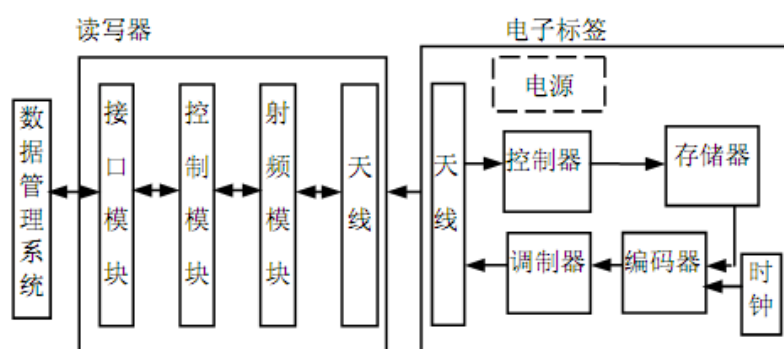 读写器
电子标签
数据管理系统
接口模块
控制模块
射频模块
天线
天线
电源
控制器
存储器
调制器
编码器
时钟